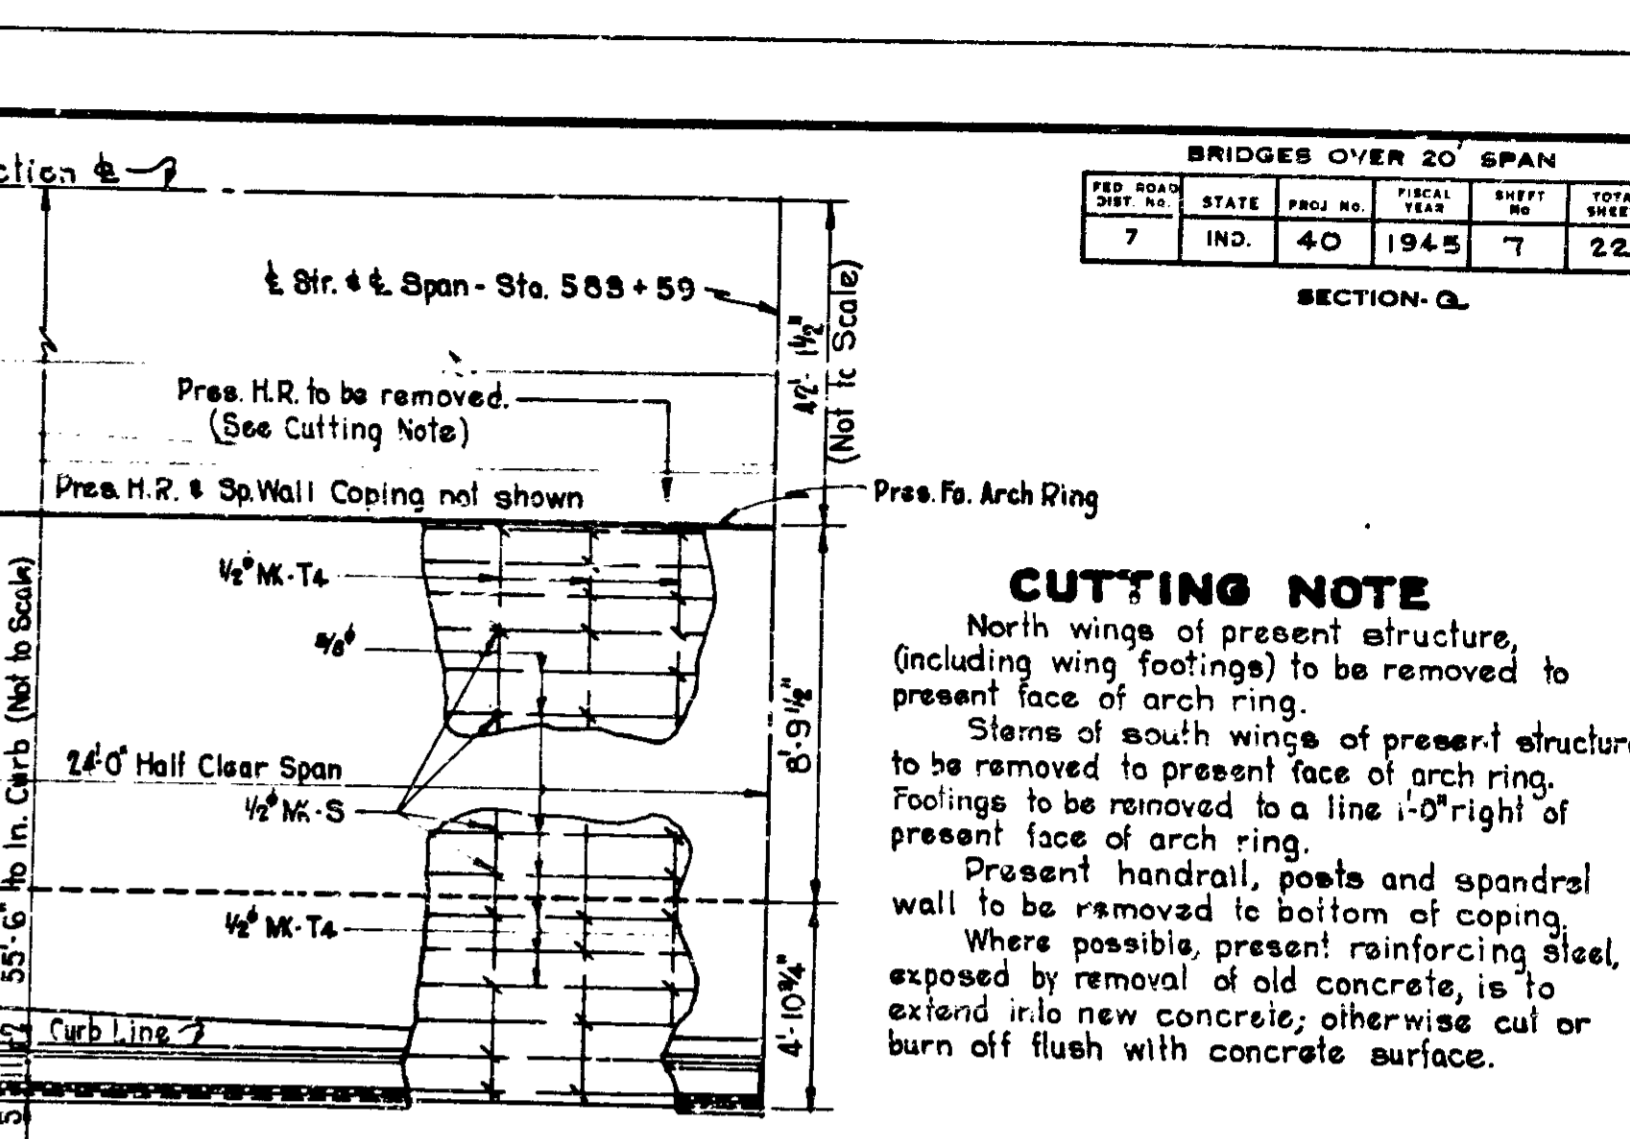 BRIDGES OVER 20' SPAN
FED. ROAD DIST. No. STATE PROJ No. FISCAL YEAR SHEET No
7 IND. 40 1945 7 22
SECTION-
℄ Str. & ℄ Span - Sta. 583 + 59
42'- 1½"
(Not to Scale)
Pres. H.R. to be removed.
(See Cutting Note)
Pres. H.R. & Sp. Wall Coping not shown
Pres. Fa. Arch Ring
½"ϕ MK-T4
24'-0" Half Clear Span
½"ϕ MK-S
½"ϕ MK-T4
8'-9½"
4'-10¾"
55'-6" to In. Curb (Not to Scale)
Curb Line
CUTTING NOTE
North wings of present structure,
(including wing footings) to be removed to
present face of arch ring.
Stems of south wings of present
to be removed to present face of arch ring.
Footings to be removed to a line 1'-0" right of
present face of arch ring.
Present handrail, posts and spandrel
wall to be removed to bottom of coping.
Where possible, present reinforcing steel,
exposed by removal of old concrete, is to
extend into new concrete; otherwise cut or
burn off flush with concrete surface.